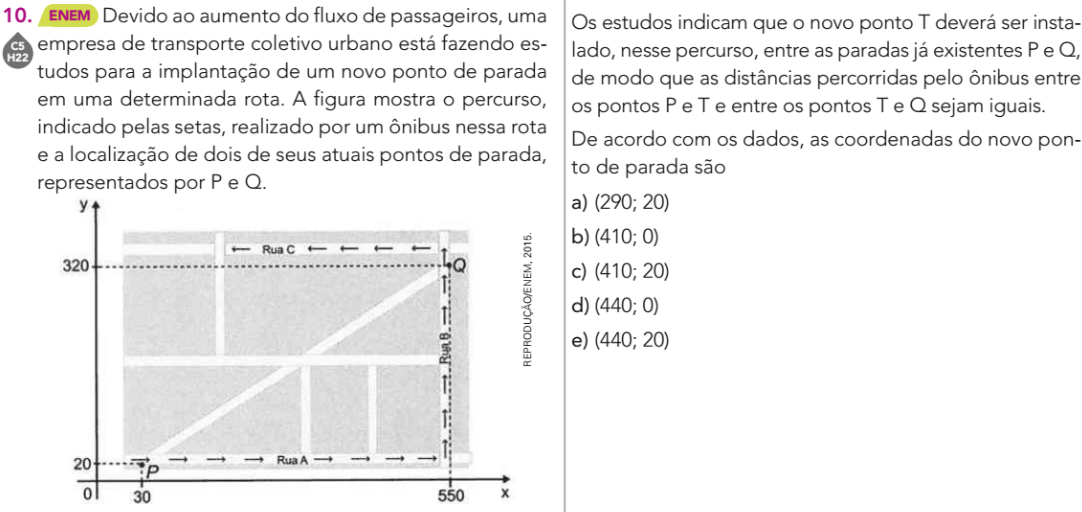 10. ENEM Devido ao aumento do fluxo de passageiros, uma
C5
H22
empresa de transporte coletivo urbano está fazendo es-
tudos para a implantação de um novo ponto de parada
em uma determinada rota. A figura mostra o percurso,
indicado pelas setas, realizado por um ônibus nessa rota
e a localização de dois de seus atuais pontos de parada,
representados por P e Q.
y
320
Rua C
Q
Rua B
20
P
Rua A
0
30
550
x
REPRODUÇÃO/ENEM, 2015.
Os estudos indicam que o novo ponto T deverá ser insta-
lado, nesse percurso, entre as paradas já existentes P e Q,
de modo que as distâncias percorridas pelo ônibus entre
os pontos P e T e entre os pontos T e Q sejam iguais.
De acordo com os dados, as coordenadas do novo pon-
to de parada são
a) (290; 20)
b) (410; 0)
c) (410; 20)
d) (440; 0)
e) (440; 20)